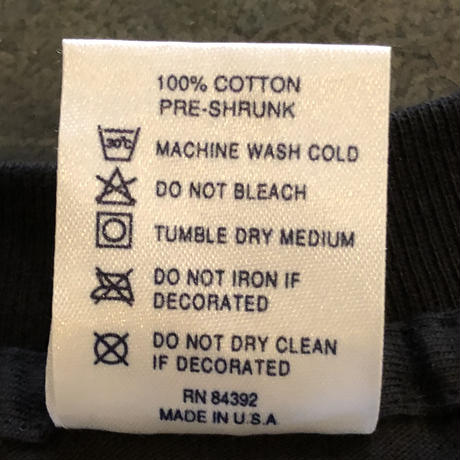 100% COTTON
PRE-SHRUNK
30°C
MACHINE WASH COLD
DO NOT BLEACH
TUMBLE DRY MEDIUM
DO NOT IRON IF
DECORATED
DO NOT DRY CLEAN
IF DECORATED
RN 84392
MADE IN U.S.A